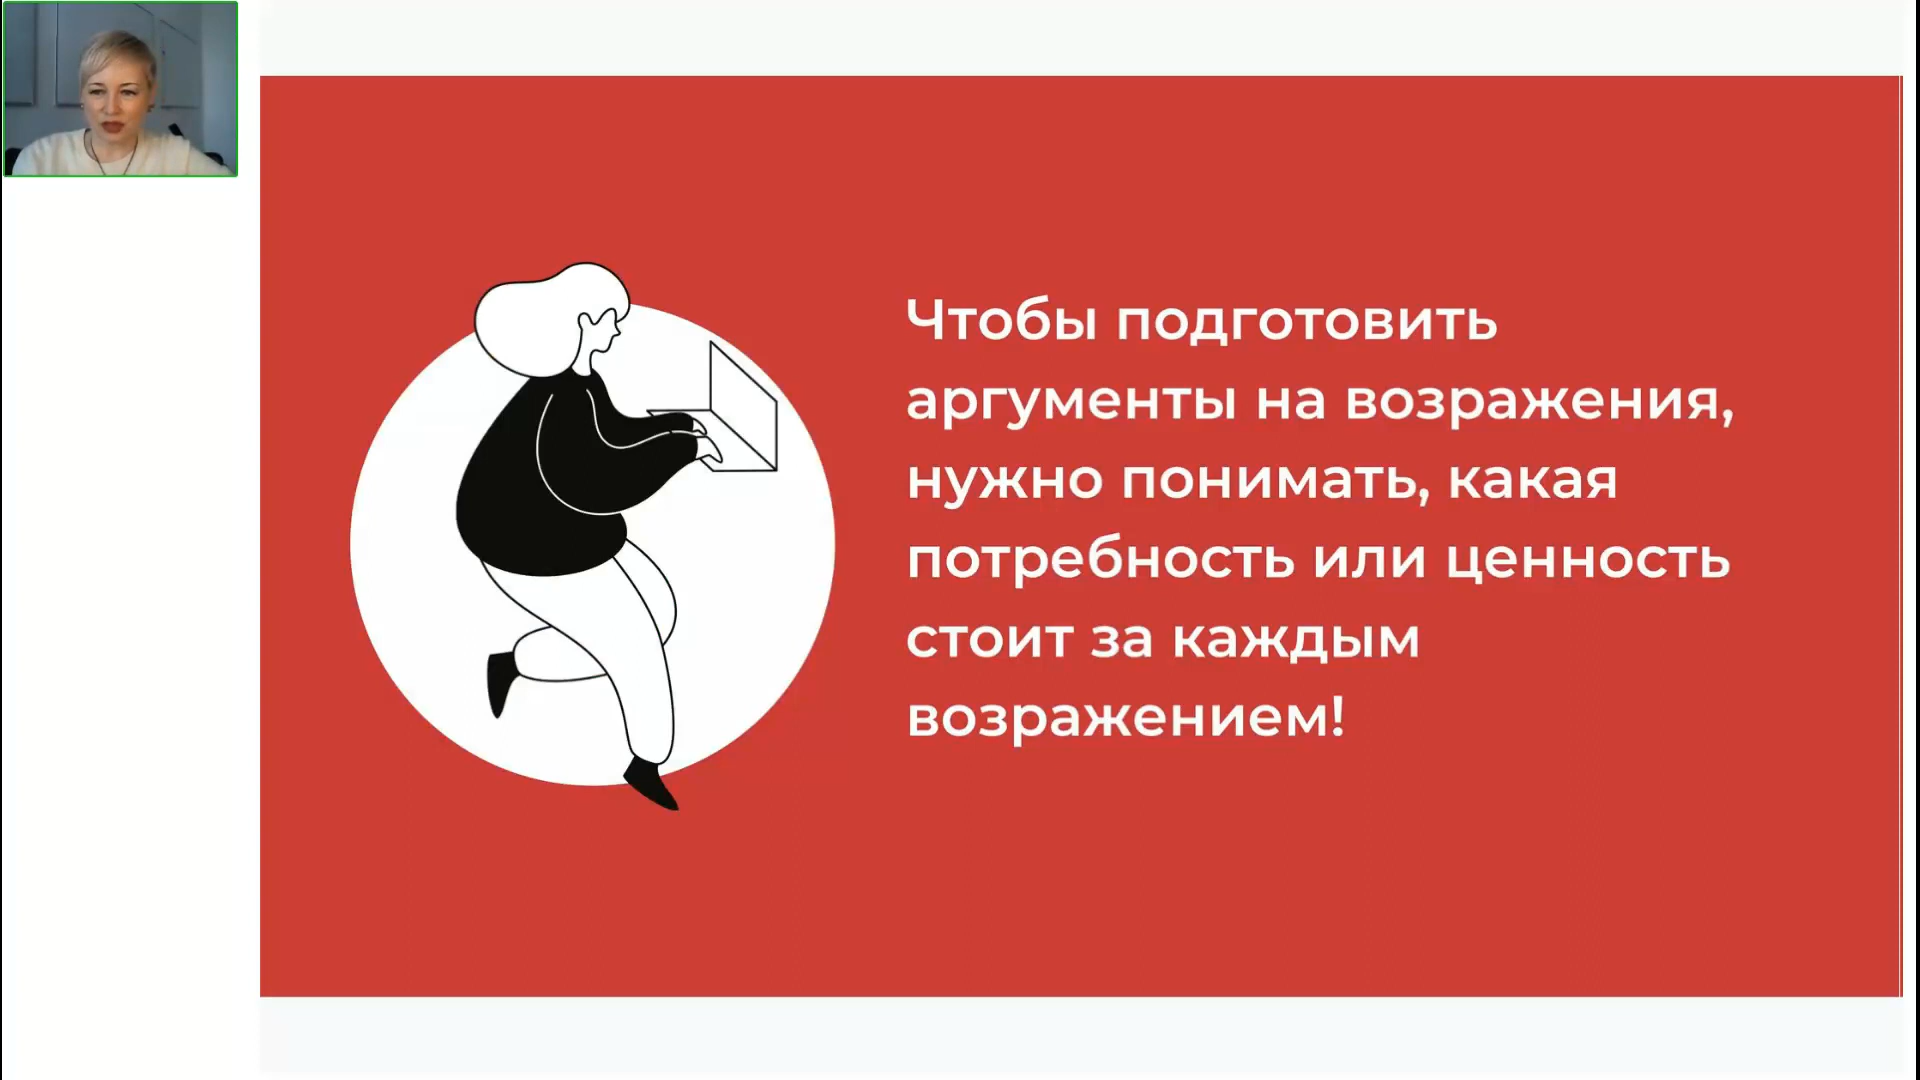 Чтобы подготовить
аргументы на возражения,
нужно понимать, какая
потребность или ценность
стоит за каждым
возражением!